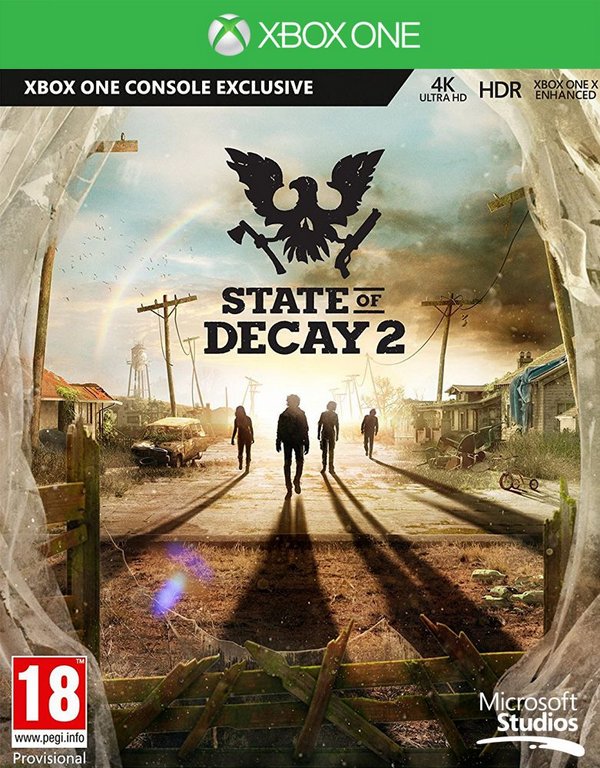 XBOX ONE
XBOX ONE CONSOLE EXCLUSIVE
4K
ULTRA HD
HDR
XBOX ONE X
ENHANCED
STATE OF
DECAY 2
18
www.pegi.info
Provisional
Microsoft
Studios